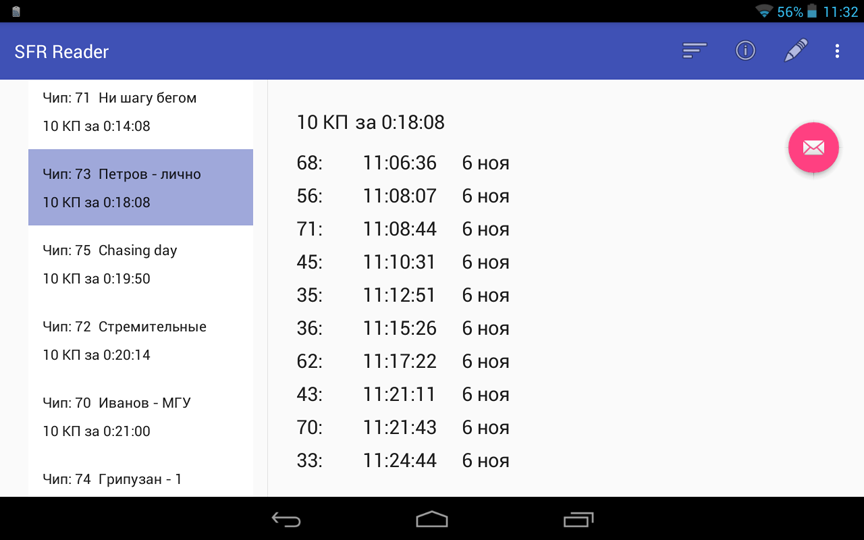 56% 11:32
SFR Reader
Чип: 71 Ни шагу бегом
10 КП за 0:14:08
Чип: 73 Петров - лично
10 КП за 0:18:08
Чип: 75 Chasing day
10 КП за 0:19:50
Чип: 72 Стремительные
10 КП за 0:20:14
Чип: 70 Иванов - МГУ
10 КП за 0:21:00
Чип: 74 Грипузан - 1
10 КП за 0:18:08
68: 11:06:36 6 ноя
56: 11:08:07 6 ноя
71: 11:08:44 6 ноя
45: 11:10:31 6 ноя
35: 11:12:51 6 ноя
36: 11:15:26 6 ноя
62: 11:17:22 6 ноя
43: 11:21:11 6 ноя
70: 11:21:43 6 ноя
33: 11:24:44 6 ноя